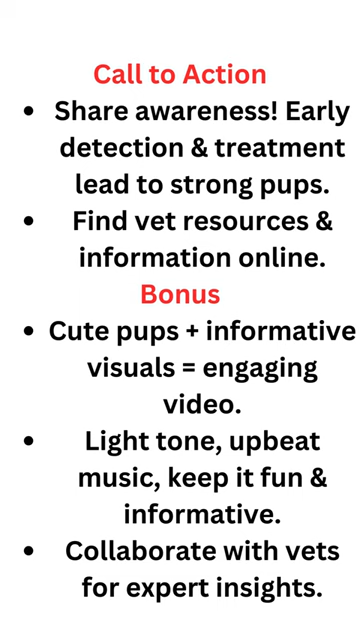 Call to Action
• Share awareness! Early
detection & treatment
lead to strong pups.
• Find vet resources &
information online.
Bonus
• Cute pups + informative
visuals = engaging
video.
• Light tone, upbeat
music, keep it fun &
informative.
• Collaborate with vets
for expert insights.